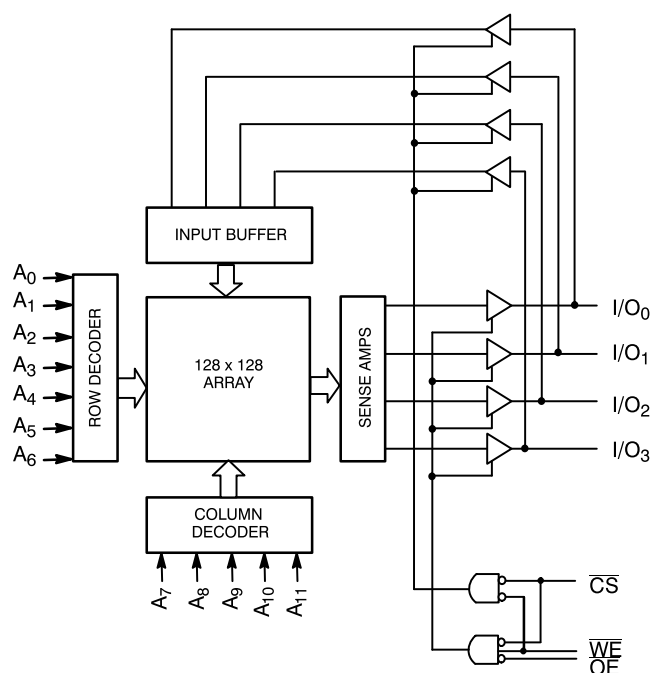 INPUT BUFFER
A0
A1
A2
A3
A4
A5
A6
ROW DECODER
128 x 128
ARRAY
SENSE AMPS
I/O0
I/O1
I/O2
I/O3
COLUMN
DECODER
A7
A8
A9
A10
A11
CS
WE
OE